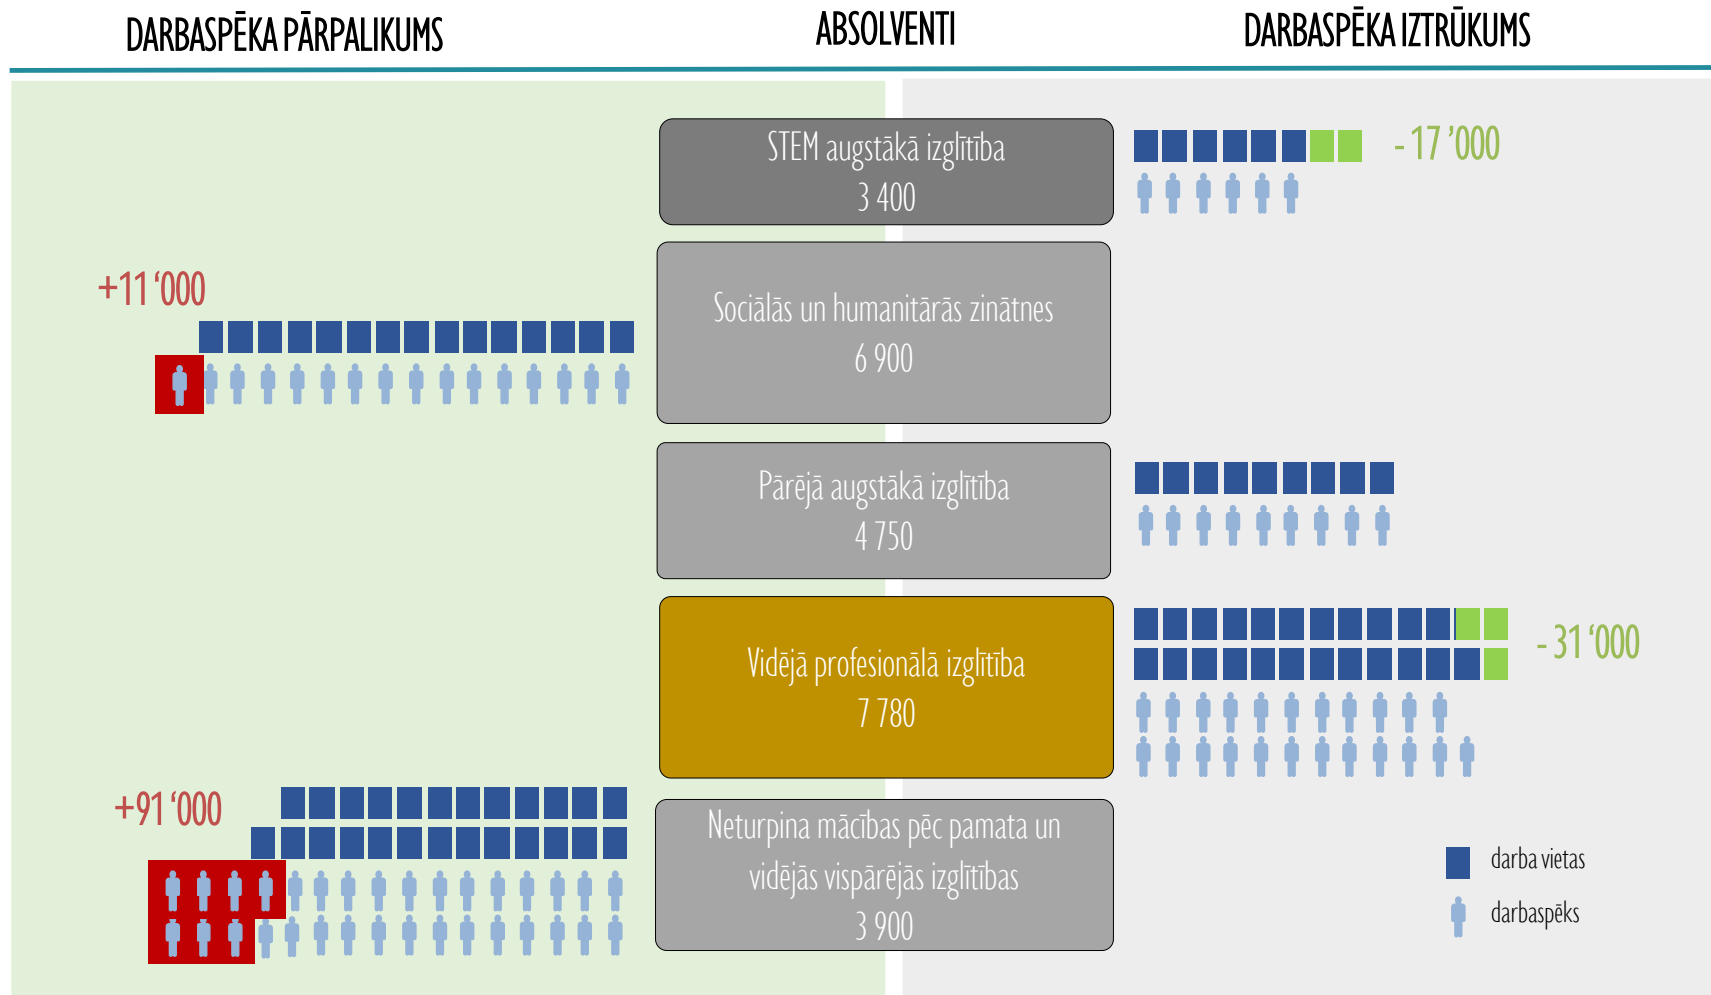 DARBASPĒKA PĀRPALIKUMS
ABSOLVENTI
DARBASPĒKA IZTRŪKUMS
STEM augstākā izglītība
3 400
- 17 ’000
+11 ‘000
Sociālās un humanitārās zinātnes
6 900
Pārējā augstākā izglītība
4 750
Vidējā profesionālā izglītība
7 780
- 31 ‘000
+91 ‘000
Neturpina mācības pēc pamata un
vidējās vispārējās izglītības
3 900
darba vietas
darbaspēks